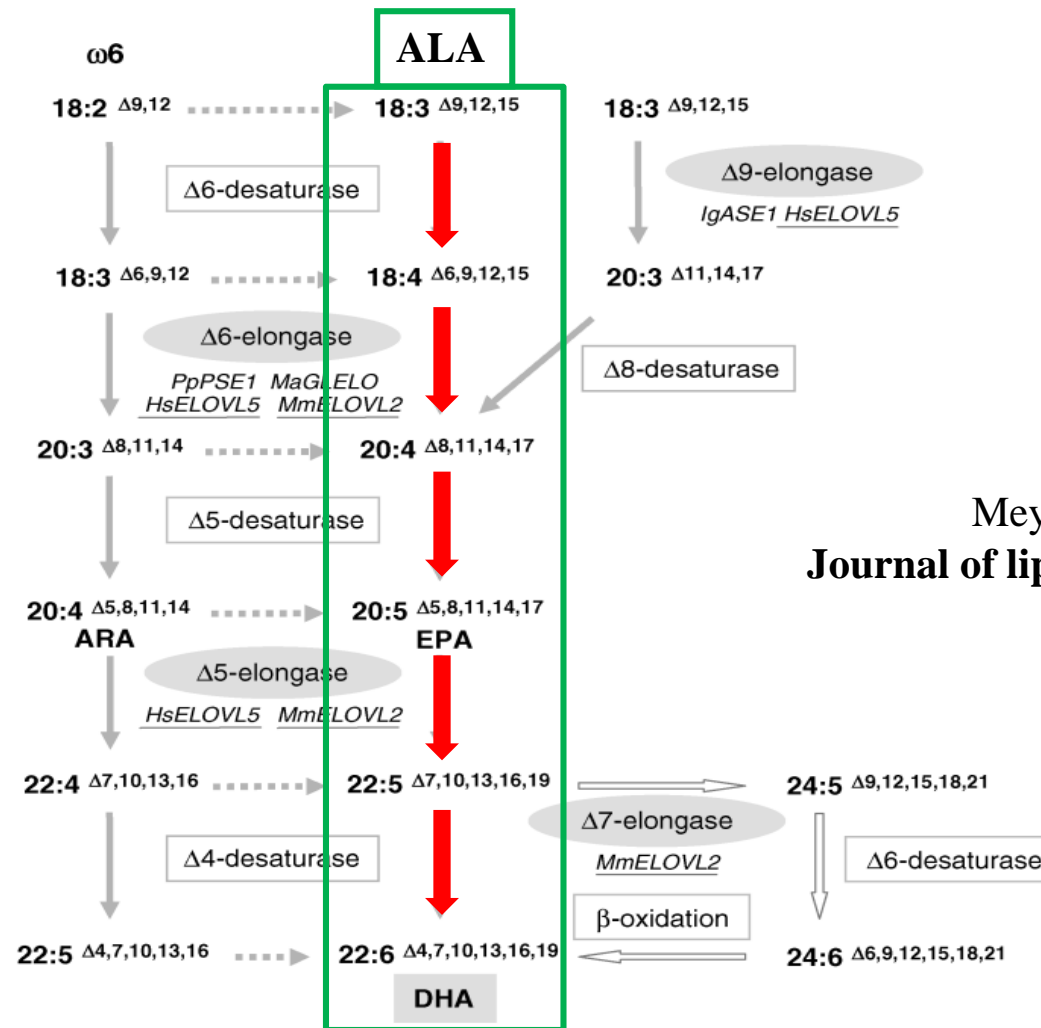 ω6 ALA
18:2 Δ9,12 18:3 Δ9,12,15 18:3 Δ9,12,15
Δ6-desaturase Δ9-elongase
IgASE1 HsELOVL5
18:3 Δ6,9,12 18:4 Δ6,9,12,15 20:3 Δ11,14,17
Δ6-elongase
Δ8-desaturase
PpPSE1 MaGLELO
HsELOVL5 MmELOVL2
20:3 Δ8,11,14 20:4 Δ8,11,14,17
Δ5-desaturase
Mey
Journal of lip
20:4 Δ5,8,11,14 20:5 Δ5,8,11,14,17
ARA EPA
Δ5-elongase
HsELOVL5 MmELOVL2
22:4 Δ7,10,13,16 22:5 Δ7,10,13,16,19 24:5 Δ9,12,15,18,21
Δ7-elongase
Δ4-desaturase MmELOVL2 Δ6-desaturase
β-oxidation
22:5 Δ4,7,10,13,16 22:6 Δ4,7,10,13,16,19 24:6 Δ6,9,12,15,18,21
DHA